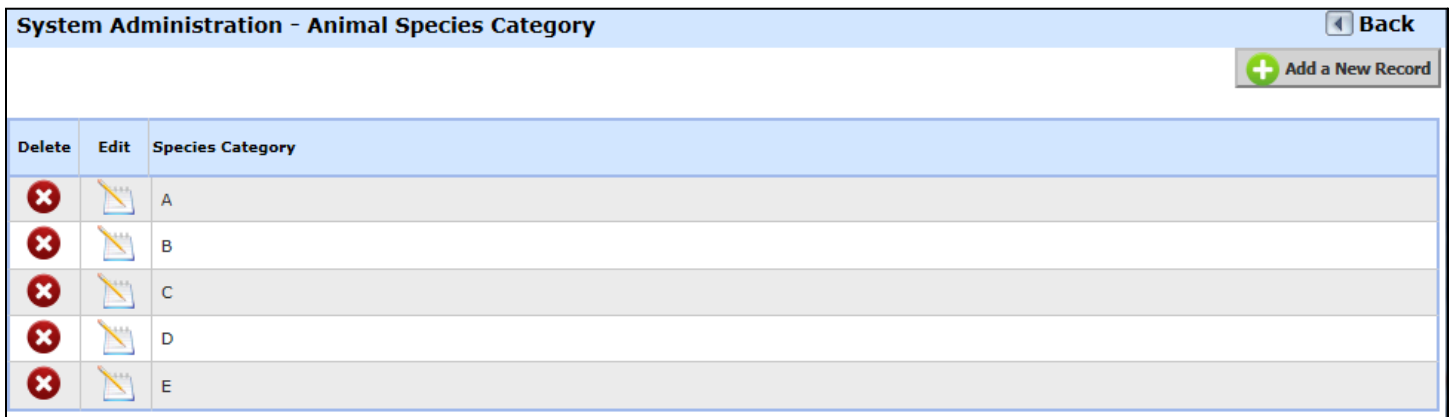 System Administration - Animal Species Category
Back
Add a New Record
Delete Edit Species Category
A
B
C
D
E